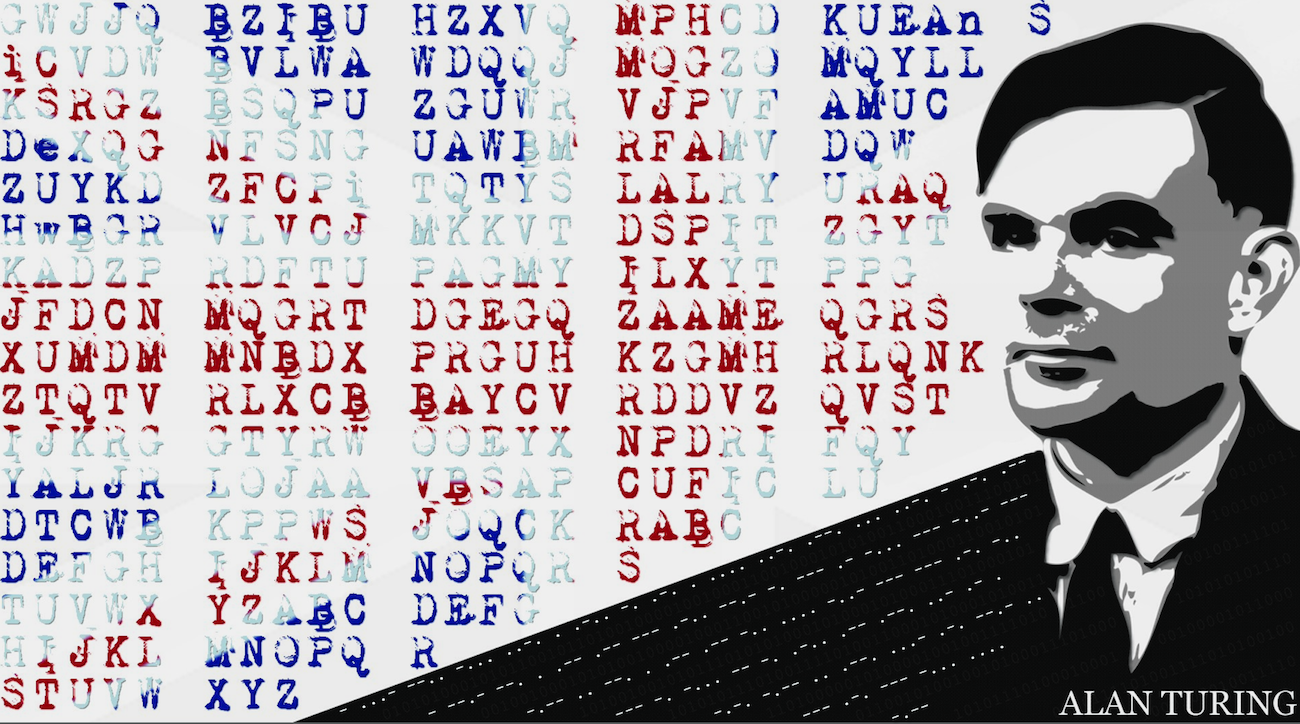 GWJJQ BZIBU HZXVQ MPHCD KUEAn S
iCVDW BVLWA WDQQJ MOGZO MQYLL
KSRGZ BSQPU ZGUWR VJPVF AMUC
DeXQG NFSNG UAWBM RFAMV DQW
ZUYKD ZFCPi TQTYS LALRY URAQ
HwBGR vLVCJ MKKVT DSPIT ZGYT
KADZP RDFTU PAGMY ILXYT PPG
JFDCN MQGRT DGEGQ ZAAME QGRS
XUMDM MNBDX PRGUH KZGMH RLQNK
ZTQTV RLXCB BAYCV RDDVZ QVST
IJKRG GTYRW OOEYX NPDRI FQY
YALJR LOJAA VBSAP CUFIC LU
DTCWB KPPWS JOQCK RABC
DEFGH IJKLM NOPQR S
TUVWX YZABC DEFG
HIJKL MNOPQ R
STUVW XYZ
ALAN TURING